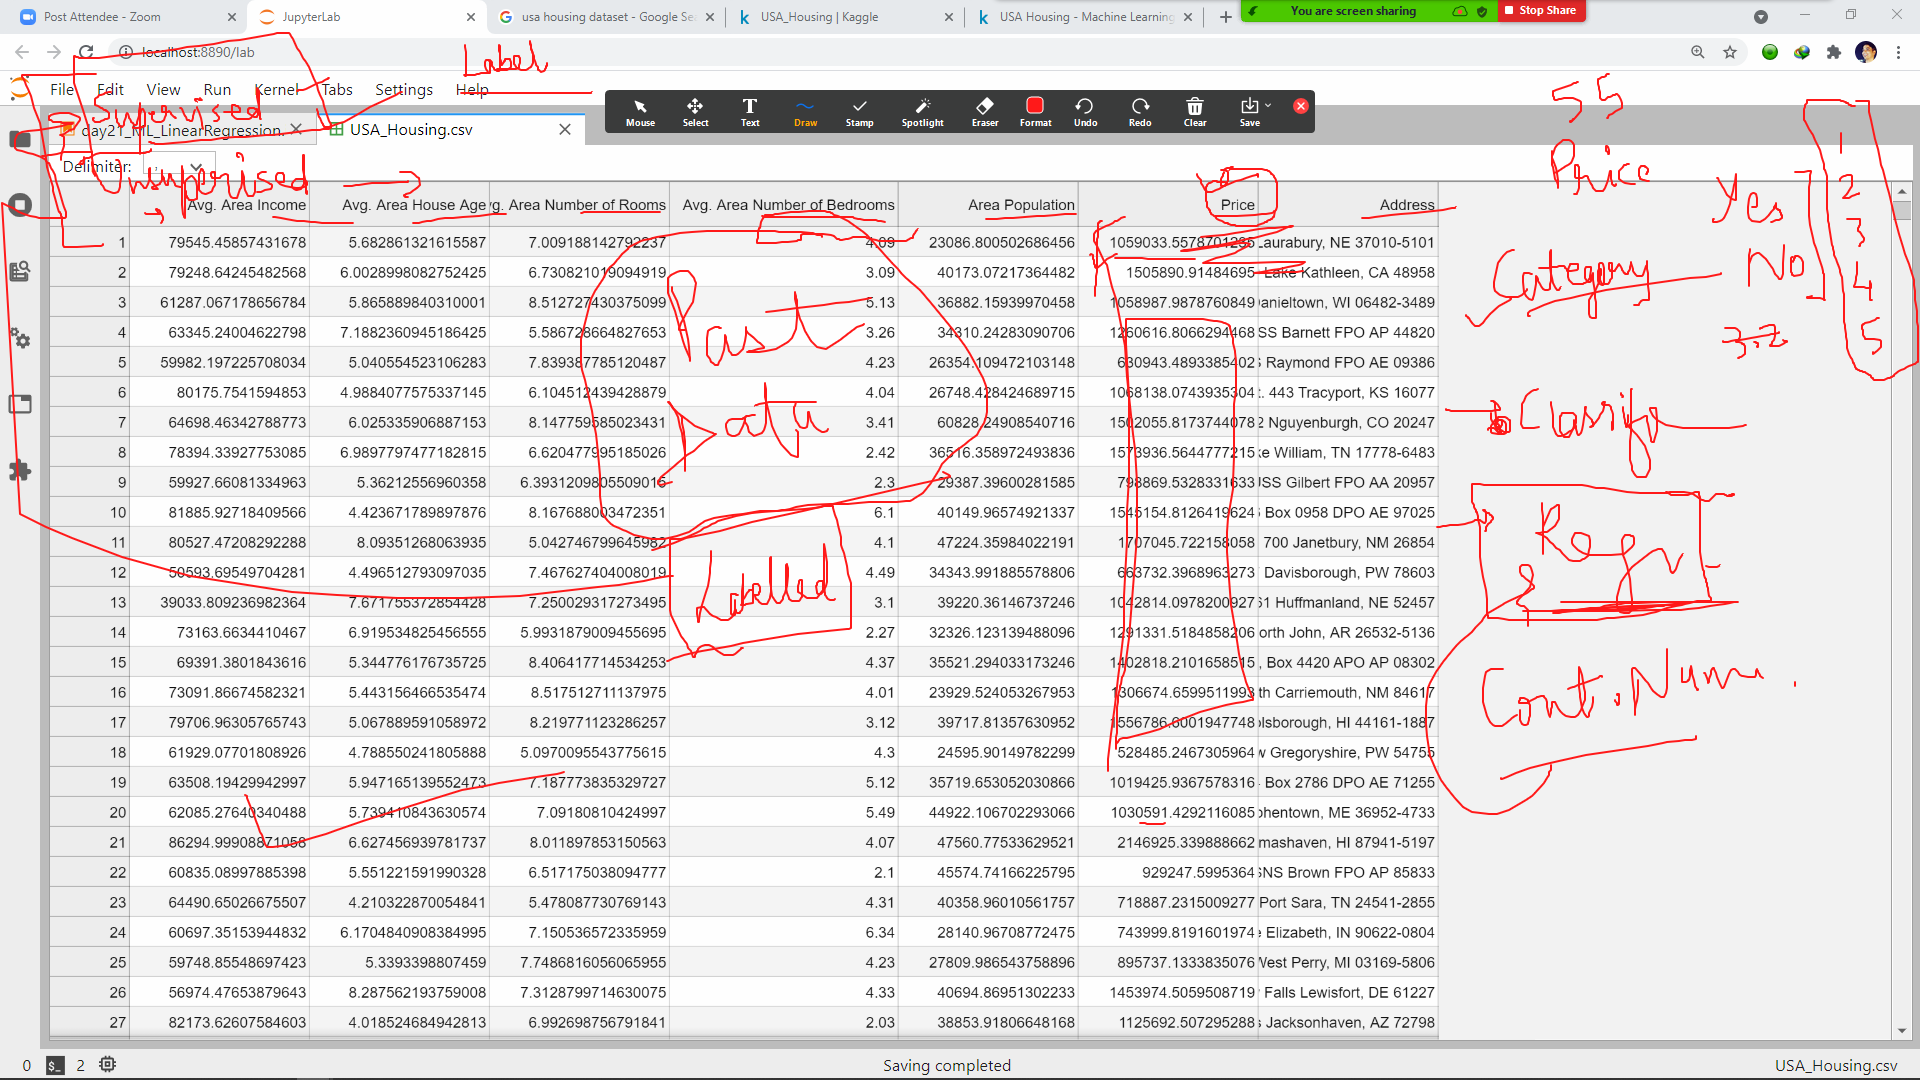 Post Attendee - Zoom
JupyterLab
usa housing dataset - Google Se
USA_Housing | Kaggle
USA Housing - Machine Learning
You are screen sharing
Stop Share
localhost:8890/lab
Label
File Edit View Run Kernel Tabs Settings Help
Mouse Select Text Draw Stamp Spotlight Eraser Format Undo Redo Clear Save
Supervised
day21_ML_LinearRegression.
USA_Housing.csv
Delimiter: ,
Unsuperised
55
Price
Yes
No
3.2
1
2
3
4
5
Category
Classify
Regr
Cont. Num.
Past
Data
Labelled
Avg. Area Income Avg. Area House Age g. Area Number of Rooms Avg. Area Number of Bedrooms Area Population Price Address
1 79545.45857431678 5.682861321615587 7.009188142792237 4.09 23086.800502686456 1059033.5578701235 Laurabury, NE 37010-5101
2 79248.64245482568 6.0028998082752425 6.730821019094919 3.09 40173.07217364482 1505890.91484695 Lake Kathleen, CA 48958
3 61287.067178656784 5.865889840310001 8.512727430375099 5.13 36882.15939970458 1058987.9878760849 anieltown, WI 06482-3489
4 63345.24004622798 7.1882360945186425 5.586728664827653 3.26 34310.24283090706 1260616.8066294468 SS Barnett FPO AP 44820
5 59982.197225708034 5.040554523106283 7.839387785120487 4.23 26354.109472103148 630943.4893385402 Raymond FPO AE 09386
6 80175.7541594853 4.9884077575337145 6.104512439428879 4.04 26748.428424689715 1068138.0743935304 . 443 Tracyport, KS 16077
7 64698.46342788773 6.025335906887153 8.147759585023431 3.41 60828.24908540716 1502055.8173744078 2 Nguyenburgh, CO 20247
8 78394.33927753085 6.9897797477182815 6.620477995185026 2.42 36516.358972493836 1573936.5644777215 ke William, TN 17778-6483
9 59927.66081334963 5.36212556960358 6.3931209805509015 2.3 29387.39600281585 798869.5328331633 JSS Gilbert FPO AA 20957
10 81885.92718409566 4.423671789897876 8.167688003472351 6.1 40149.96574921337 1545154.8126419624 Box 0958 DPO AE 97025
11 80527.47208292288 8.09351268063935 5.042746799645982 4.1 47224.35984022191 1707045.722158058 700 Janetbury, NM 26854
12 50593.69549704281 4.496512793097035 7.467627404008019 4.49 34343.991885578806 663732.3968963273 Davisborough, PW 78603
13 39033.809236982364 7.671755372854428 7.250029317273495 3.1 39220.36146737246 1042814.0978200927 61 Huffmanland, NE 52457
14 73163.6634410467 6.919534825456555 5.9931879009455695 2.27 32326.123139488096 1291331.5184858206 orth John, AR 26532-5136
15 69391.3801843616 5.344776176735725 8.406417714534253 4.37 35521.294033173246 1402818.2101658515 , Box 4420 APO AP 08302
16 73091.86674582321 5.443156466535474 8.517512711137975 4.01 23929.524053267953 1306674.6599511993 th Carriemouth, NM 84617
17 79706.96305765743 5.067889591058972 8.219771123286257 3.12 39717.81357630952 1556786.6001947748 olsborough, HI 44161-1887
18 61929.07701808926 4.788550241805888 5.0970095543775615 4.3 24595.90149782299 528485.2467305964 w Gregoryshire, PW 54755
19 63508.19429942997 5.947165139552473 7.187773835329727 5.12 35719.653052030866 1019425.9367578316 Box 2786 DPO AE 71255
20 62085.27640340488 5.739410843630574 7.09180810424997 5.49 44922.106702293066 1030591.4292116085 phentown, ME 36952-4733
21 86294.99908871058 6.627456939781737 8.011897853150563 4.07 47560.77533629521 2146925.339888662 mashaven, HI 87941-5197
22 60835.08997885398 5.551221591990328 6.517175038094777 2.1 45574.74166225795 929247.5995364 SNS Brown FPO AP 85833
23 64490.65026675507 4.210322870054841 5.478087730769143 4.31 40358.96010561757 718887.2315009277 Port Sara, TN 24541-2855
24 60697.35153944832 6.1704840908384995 7.150536572335959 6.34 28140.96708772475 743999.8191601974 Elizabeth, IN 90622-0804
25 59748.85548697423 5.3393398807459 7.7486816056065955 4.23 27809.986543758896 895737.1333835076 West Perry, MI 03169-5806
26 56974.47653879643 8.287562193759008 7.3128799714630075 4.33 40694.86951302233 1453974.5059508719 Falls Lewisfort, DE 61227
27 82173.62607584603 4.018524684942813 6.992698756791841 2.03 38853.91806648168 1125692.507295288 Jacksonhaven, AZ 72798
0 2 Saving completed USA_Housing.csv